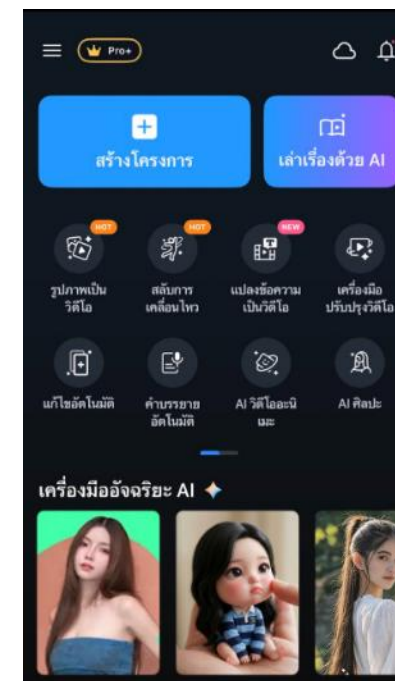 Pro+
สร้างโครงการ
เล่าเรื่องด้วย AI
HOT
HOT
NEW
รูปภาพเป็น
วิดีโอ
สลับการ
เคลื่อนไหว
แปลงข้อความ
เป็นวิดีโอ
เครื่องมือ
ปรับปรุงวิดีโอ
แก้ไขอัตโนมัติ
คำบรรยาย
อัตโนมัติ
AI วิดีโออะนิ
เมะ
AI ศิลปะ
เครื่องมืออัจฉริยะ AI